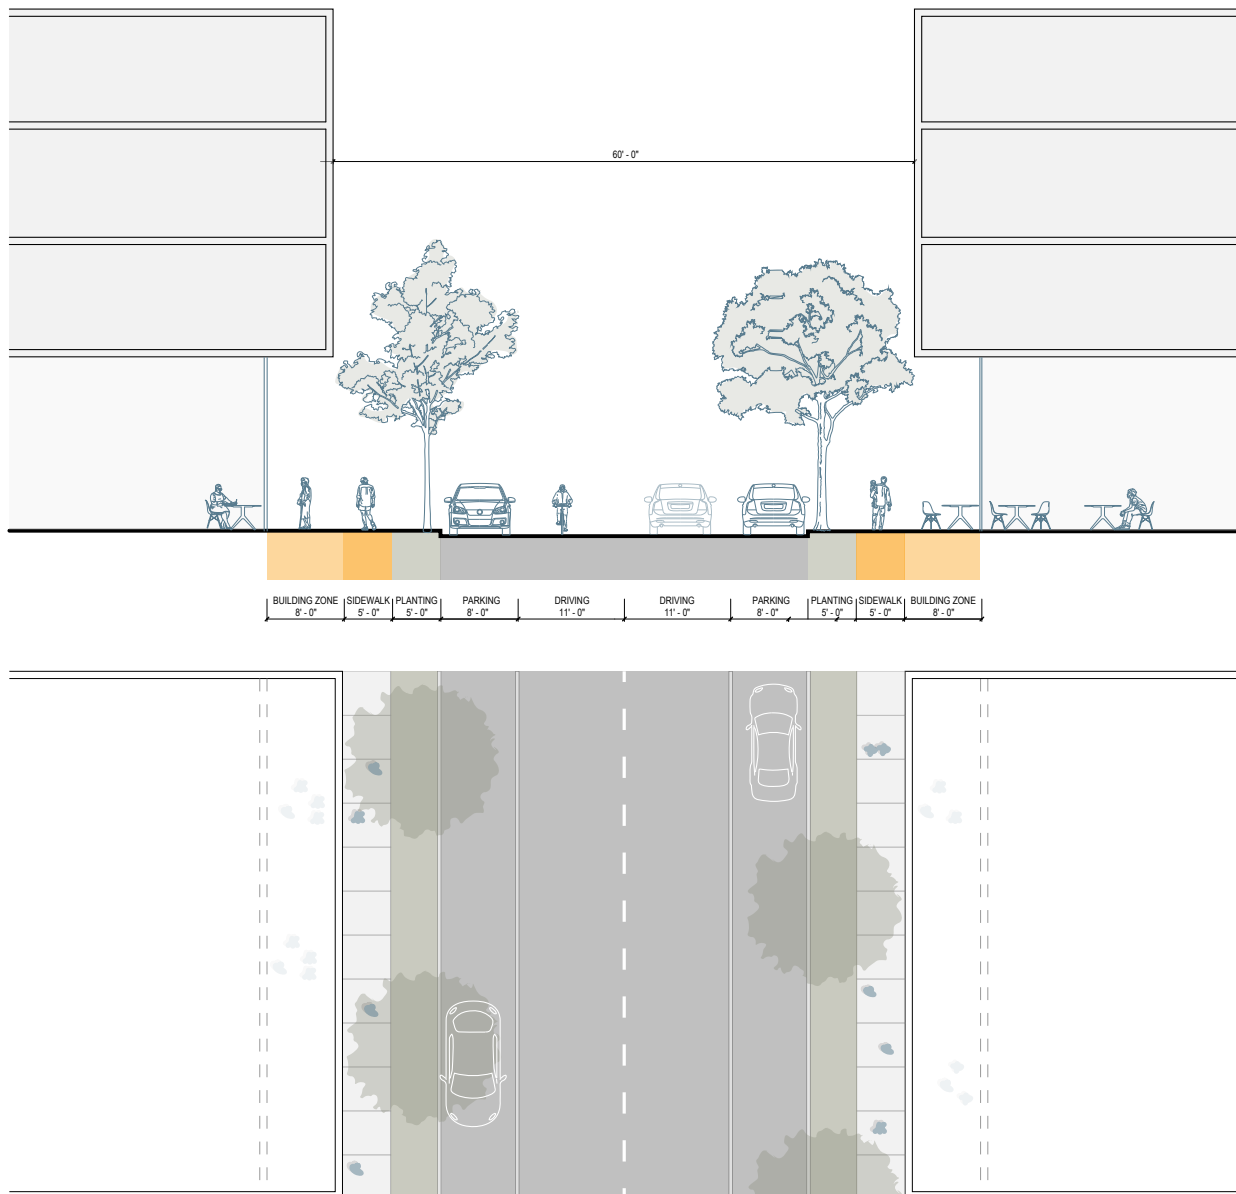 60' - 0"
BUILDING ZONE SIDEWALK PLANTING PARKING DRIVING DRIVING PARKING PLANTING SIDEWALK BUILDING ZONE
8' - 0" 5' - 0" 5' - 0" 8' - 0" 11' - 0" 11' - 0" 8' - 0" 5' - 0" 5' - 0" 8' - 0"